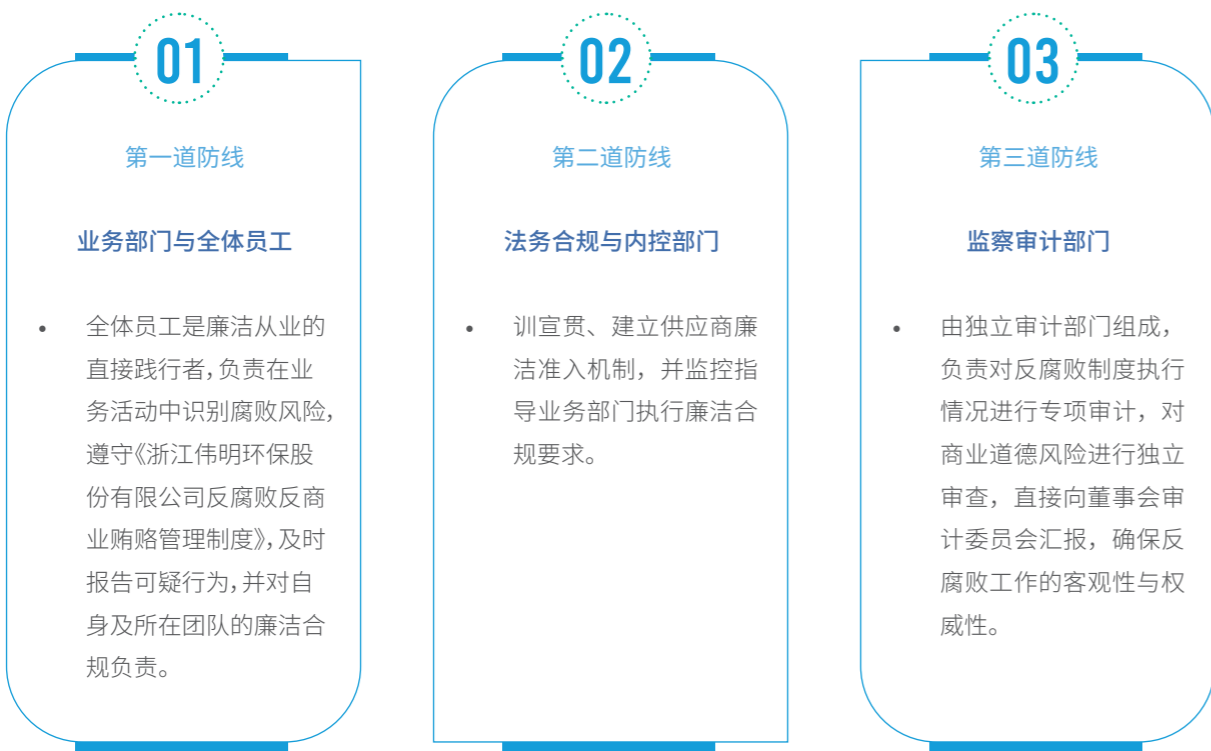 01
第一道防线
业务部门与全体员工
• 全体员工是廉洁从业的
直接践行者，负责在业
务活动中识别腐败风险，
遵守《浙江伟明环保股
份有限公司反腐败反商
业贿赂管理制度》，及时
报告可疑行为，并对自
身及所在团队的廉洁合
规负责。
02
第二道防线
法务合规与内控部门
• 训宣贯、建立供应商廉
洁准入机制，并监控指
导业务部门执行廉洁合
规要求。
03
第三道防线
监察审计部门
• 由独立审计部门组成，
负责对反腐败制度执行
情况进行专项审计，对
商业道德风险进行独立
审查，直接向董事会审
计委员会汇报，确保反
腐败工作的客观性与权
威性。